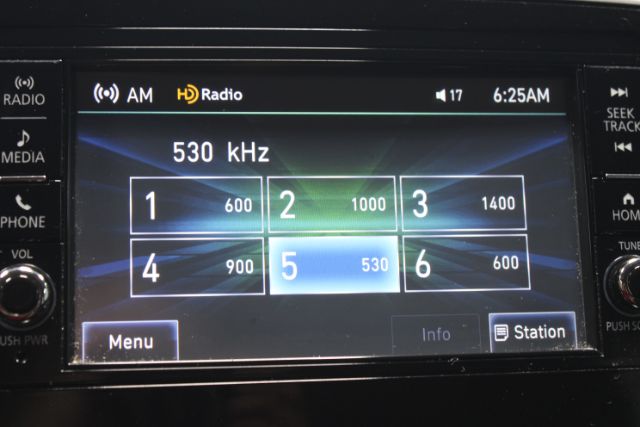 RADIO
MEDIA
PHONE
VOL
PUSH PWR
AM HD Radio 17 6:25AM
530 kHz
1 600 2 1000 3 1400
4 900 5 530 6 600
Menu Info Station
SEEK
TRACK
HOME
TUNE
PUSH